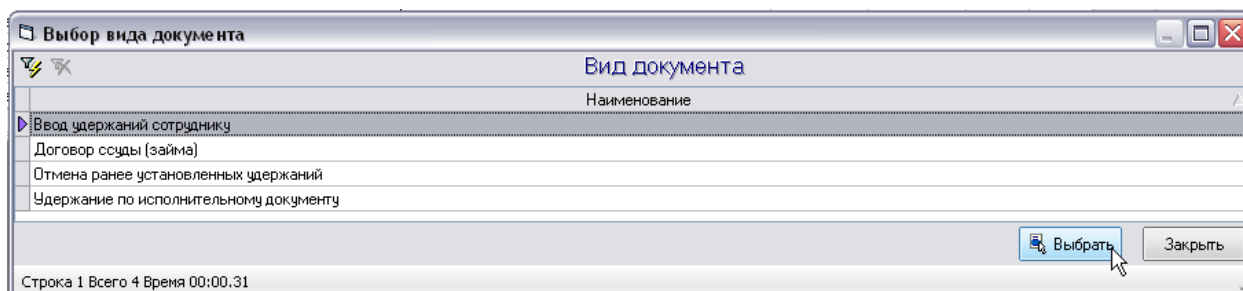 Выбор вида документа
Вид документа
Наименование
Ввод удержаний сотруднику
Договор ссуды (займа)
Отмена ранее установленных удержаний
Удержание по исполнительному документу
Выбрать Закрыть
Строка 1 Всего 4 Время 00:00.31